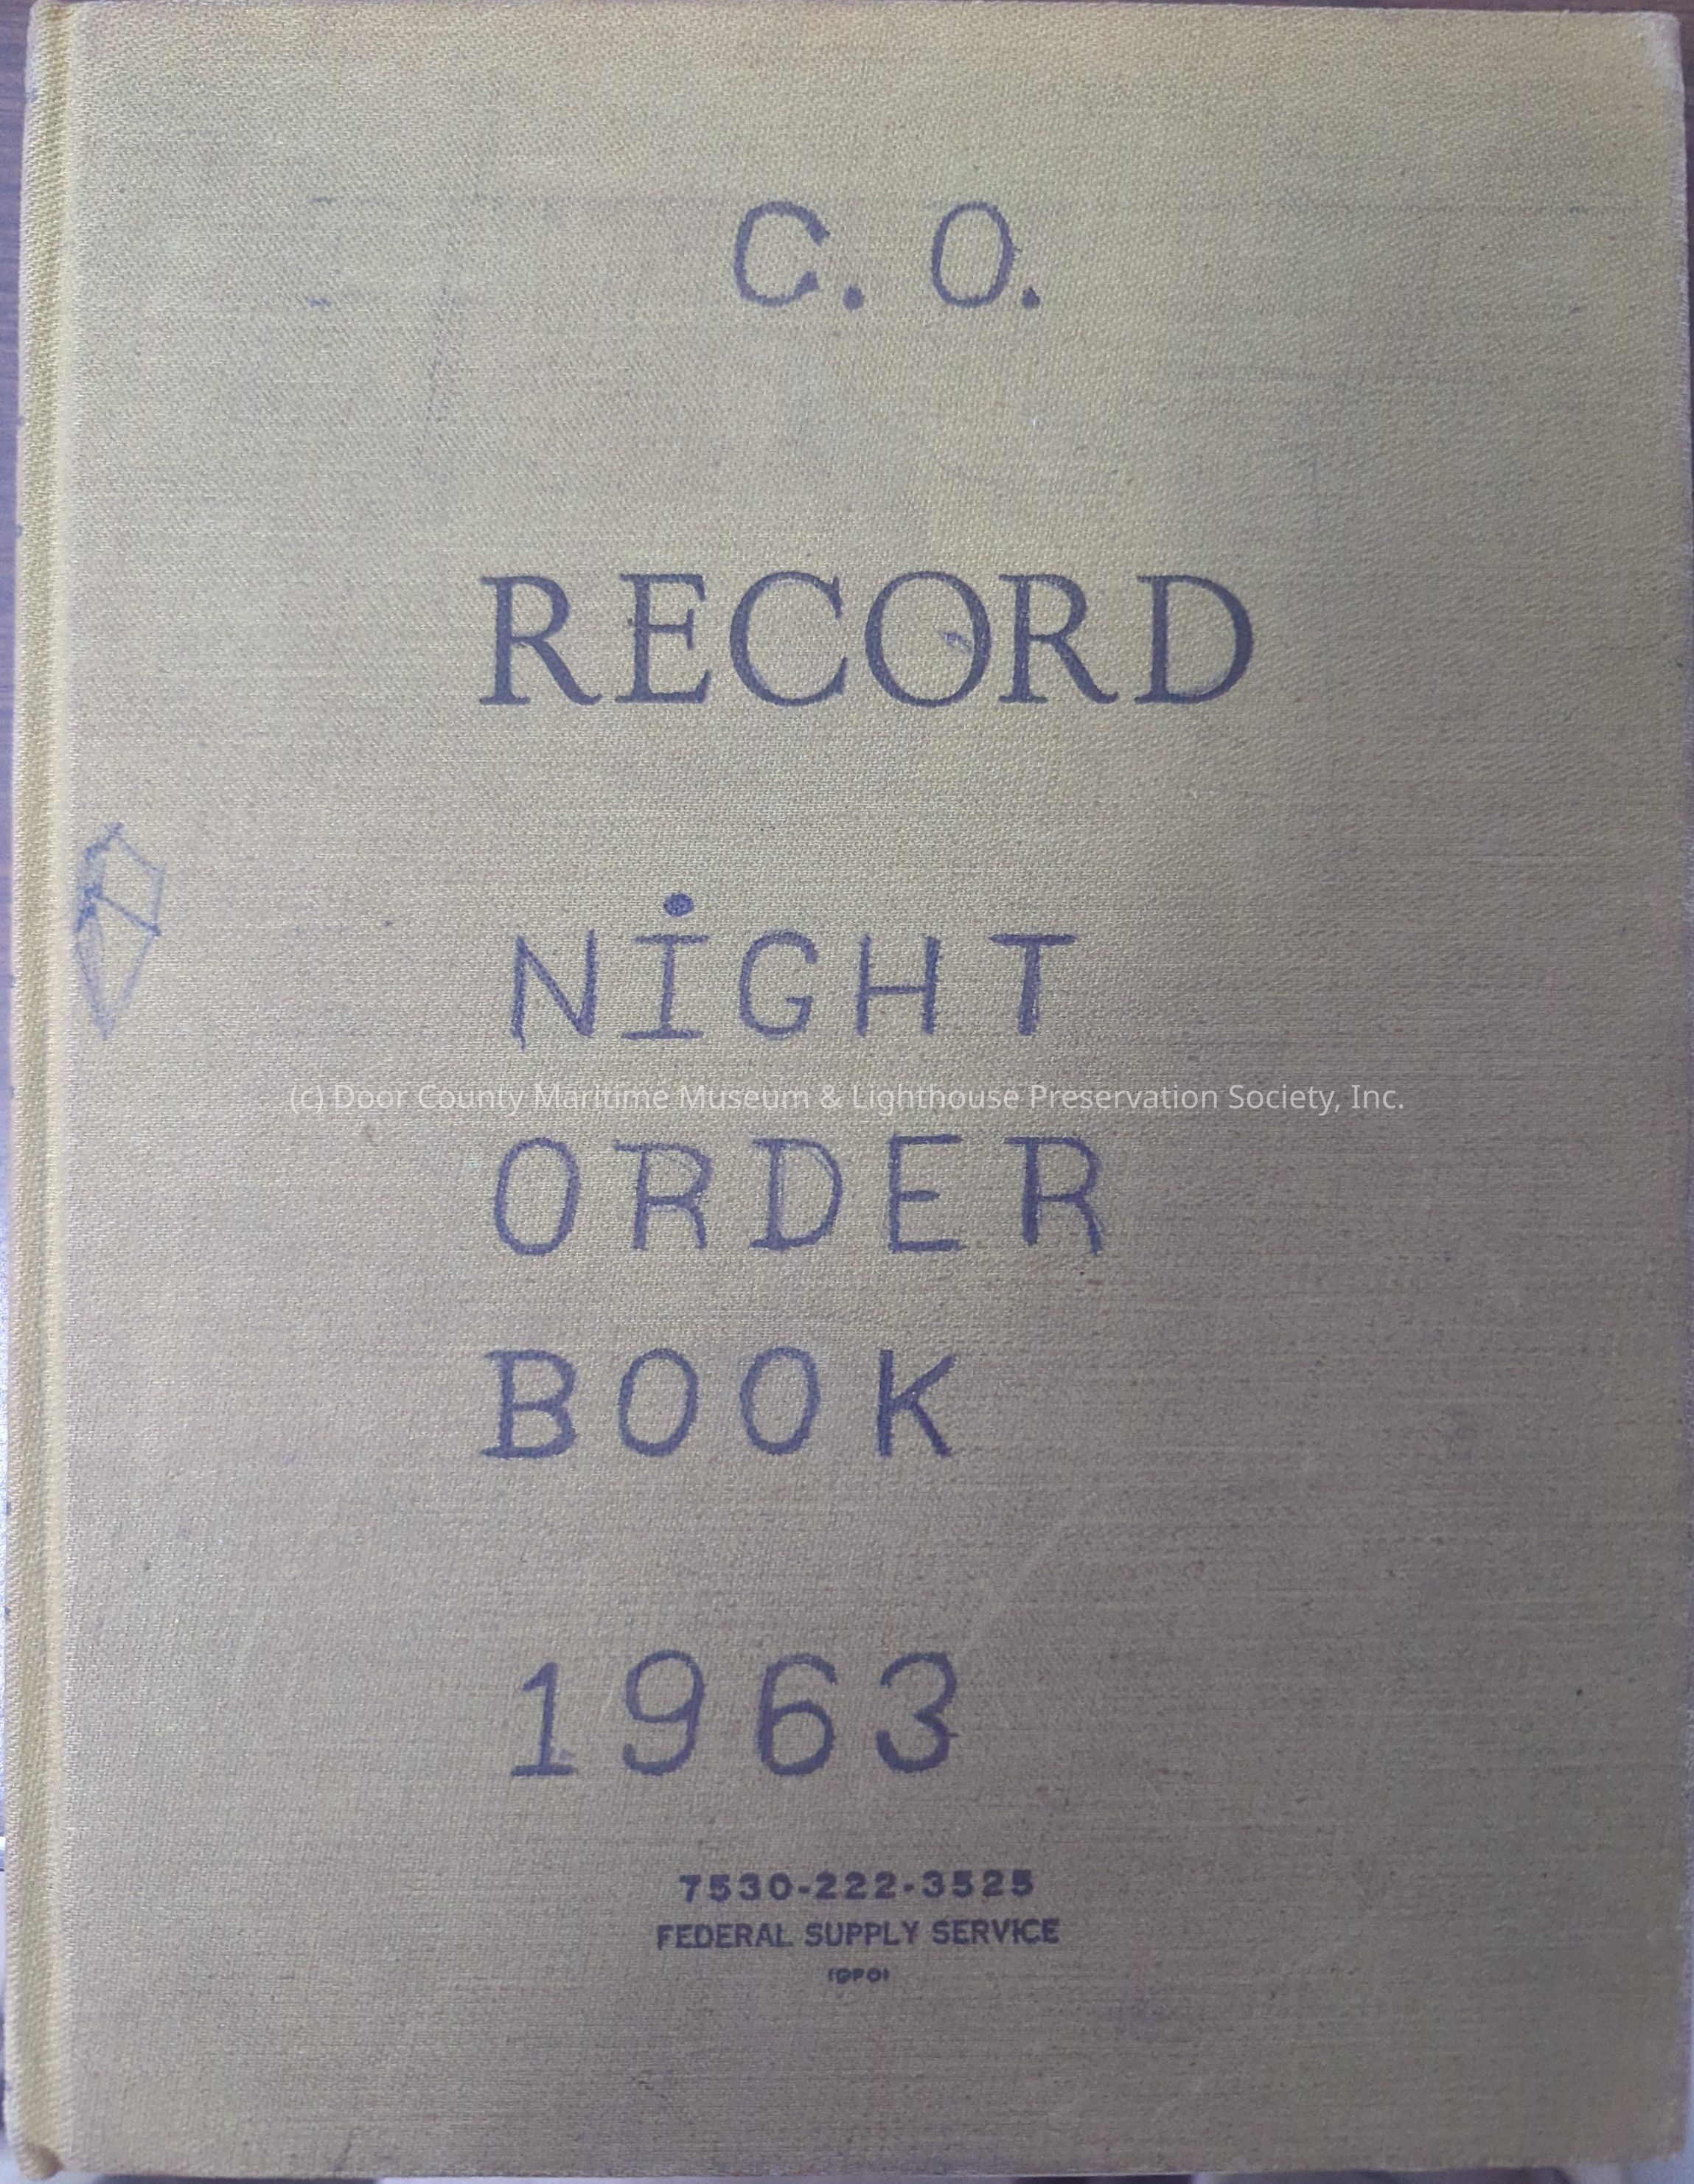 C. O.
RECORD
NiGHT
(c) Door County Maritime Museum & Lighthouse Preservation Society, Inc.
ORDER
BOOK
1963
7530-222-3525
FEDERAL SUPPLY SERVICE
(GPO)